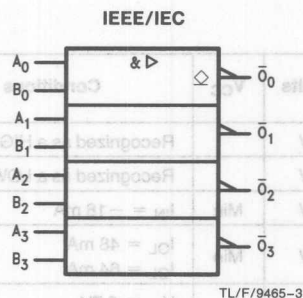 IEEE/IEC
& ▷
◇
A0
B0
A1
B1
A2
B2
A3
B3
Ō0
Ō1
Ō2
Ō3
TL/F/9465–3